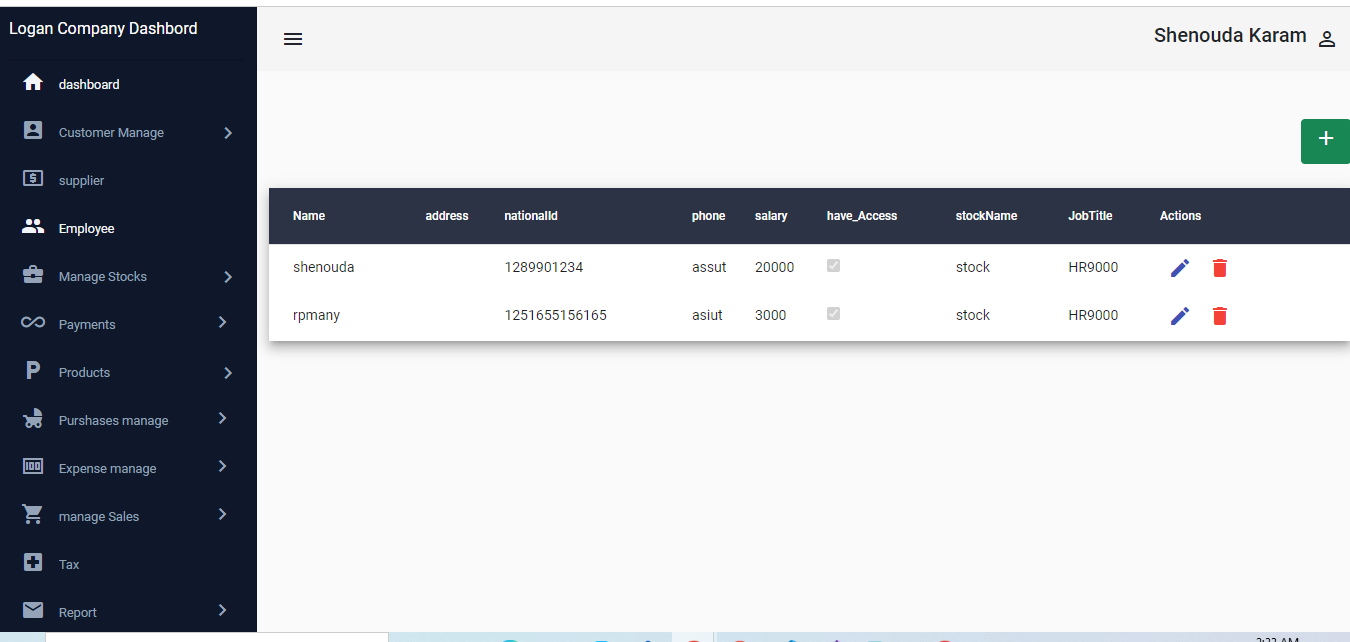 Logan Company Dashbord
Shenouda Karam
dashboard
Customer Manage
supplier
Employee
Manage Stocks
Payments
Products
Purshases manage
Expense manage
manage Sales
Tax
Report
+
Name address nationalId phone salary have_Access stockName JobTitle Actions
shenouda 1289901234 assut 20000 stock HR9000
rpmany 1251655156165 asiut 3000 stock HR9000